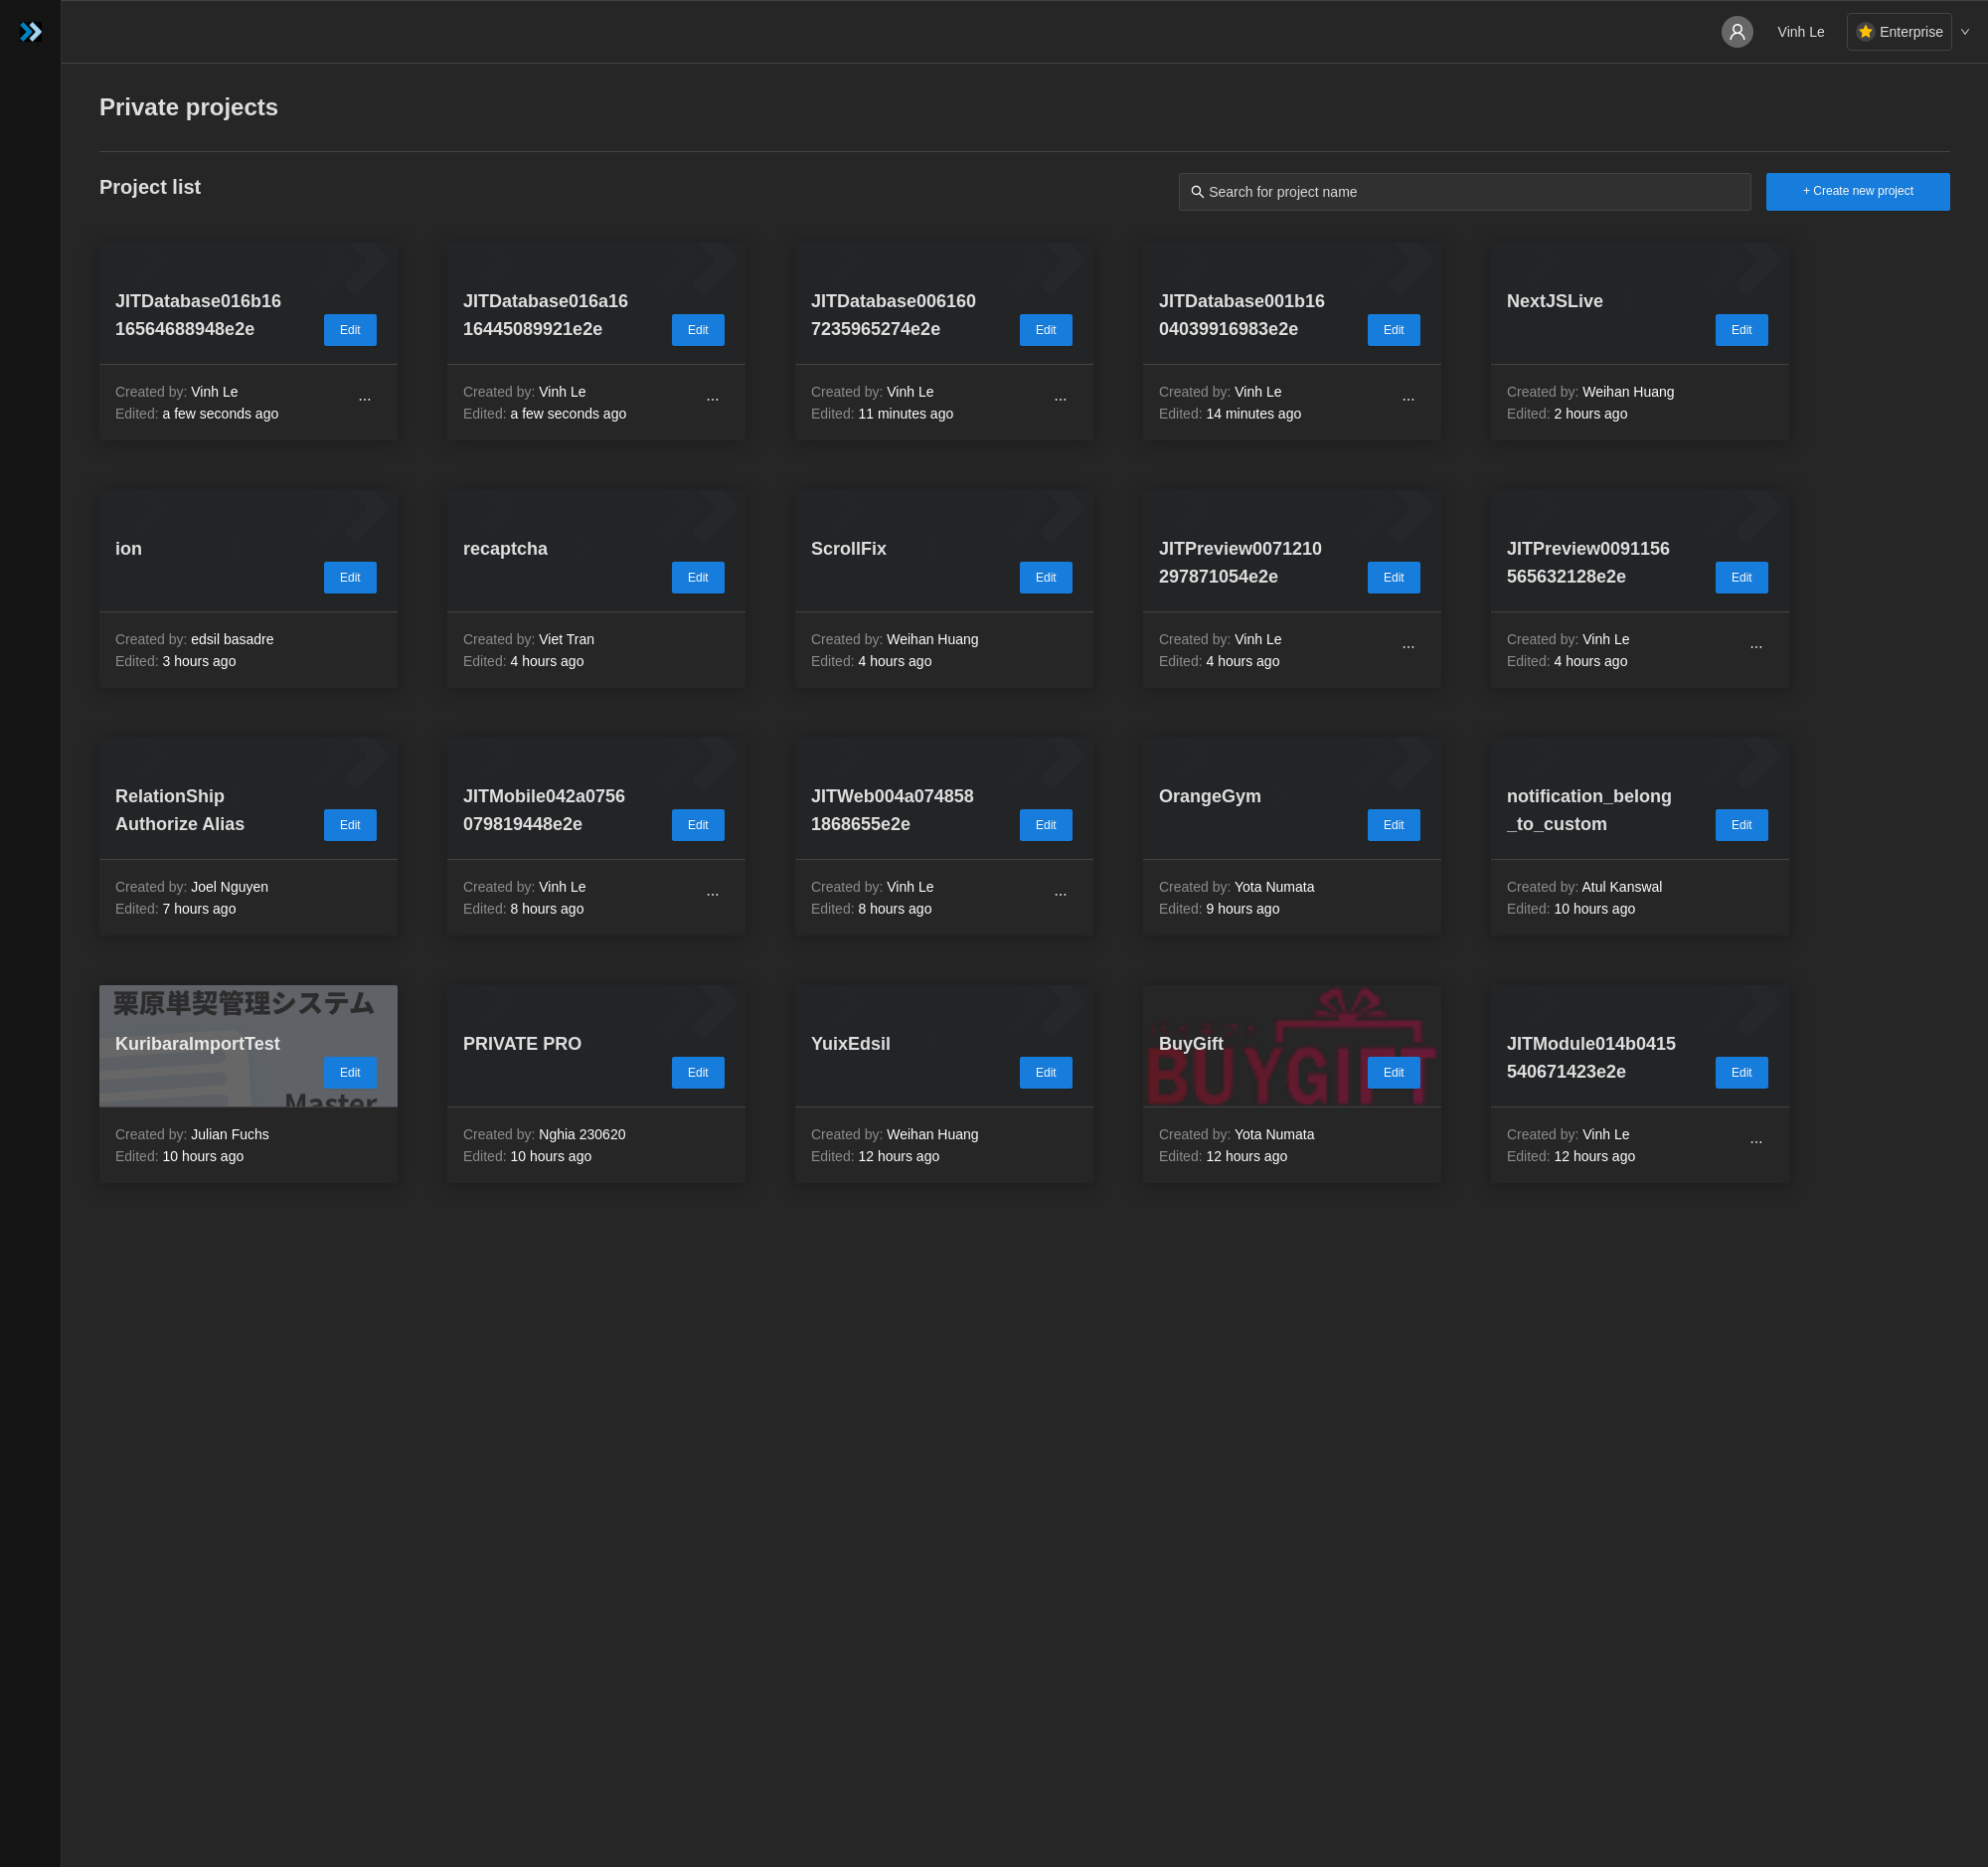 Vinh Le
Enterprise
Private projects
Project list
Search for project name
+ Create new project
JITDatabase016b16
16564688948e2e
Edit
Created by: Vinh Le
...
Edited: a few seconds ago
JITDatabase016a16
16445089921e2e
Edit
Created by: Vinh Le
...
Edited: a few seconds ago
JITDatabase006160
7235965274e2e
Edit
Created by: Vinh Le
...
Edited: 11 minutes ago
JITDatabase001b16
04039916983e2e
Edit
Created by: Vinh Le
...
Edited: 14 minutes ago
NextJSLive
Edit
Created by: Weihan Huang
Edited: 2 hours ago
ion
Edit
Created by: edsil basadre
Edited: 3 hours ago
recaptcha
Edit
Created by: Viet Tran
Edited: 4 hours ago
ScrollFix
Edit
Created by: Weihan Huang
Edited: 4 hours ago
JITPreview0071210
297871054e2e
Edit
Created by: Vinh Le
...
Edited: 4 hours ago
JITPreview0091156
565632128e2e
Edit
Created by: Vinh Le
...
Edited: 4 hours ago
RelationShip
Authorize Alias
Edit
Created by: Joel Nguyen
Edited: 7 hours ago
JITMobile042a0756
079819448e2e
Edit
Created by: Vinh Le
...
Edited: 8 hours ago
JITWeb004a074858
1868655e2e
Edit
Created by: Vinh Le
...
Edited: 8 hours ago
OrangeGym
Edit
Created by: Yota Numata
Edited: 9 hours ago
notification_belong
_to_custom
Edit
Created by: Atul Kanswal
Edited: 10 hours ago
栗原単契管理システム
KuribaraImportTest
Edit
Master
Created by: Julian Fuchs
Edited: 10 hours ago
PRIVATE PRO
Edit
Created by: Nghia 230620
Edited: 10 hours ago
YuixEdsil
Edit
Created by: Weihan Huang
Edited: 12 hours ago
BuyGift
BUYGIFT
Edit
Created by: Yota Numata
Edited: 12 hours ago
JITModule014b0415
540671423e2e
Edit
Created by: Vinh Le
...
Edited: 12 hours ago